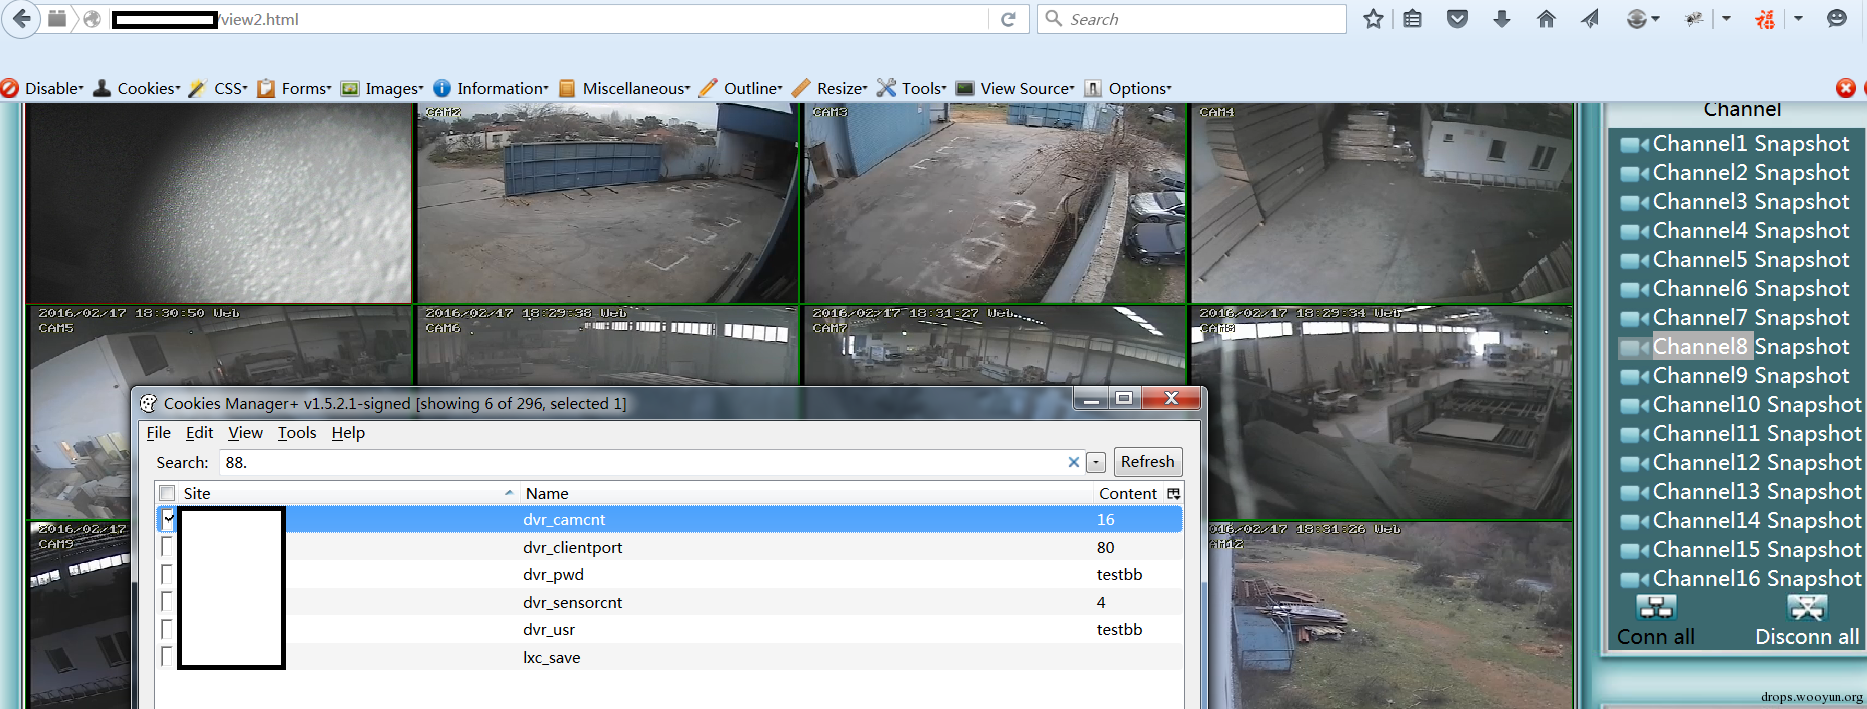 /view2.html
Search
Disable
Cookies
CSS
Forms
Images
Information
Miscellaneous
Outline
Resize
Tools
View Source
Options
CAM2
CAM3
CAM4
Channel
Channel1 Snapshot
Channel2 Snapshot
Channel3 Snapshot
Channel4 Snapshot
Channel5 Snapshot
Channel6 Snapshot
Channel7 Snapshot
Channel8 Snapshot
Channel9 Snapshot
Channel10 Snapshot
Channel11 Snapshot
Channel12 Snapshot
Channel13 Snapshot
Channel14 Snapshot
Channel15 Snapshot
Channel16 Snapshot
Conn all
Disconn all
2016/02/17 18:30:50 Web
CAM5
2016/02/17 18:29:38 Web
CAM6
2016/02/17 18:31:27 Web
CAM7
2016/02/17 18:29:34 Web
Cookies Manager+ v1.5.2.1-signed [showing 6 of 296, selected 1]
File Edit View Tools Help
Search: 88. Refresh
Site Name Content
dvr_camcnt 16
dvr_clientport 80
dvr_pwd testbb
dvr_sensorcnt 4
dvr_usr testbb
lxc_save
2016/02/17
CAM9
2016/02/17 18:31:26 Web
CAM12
drops.wooyun.org